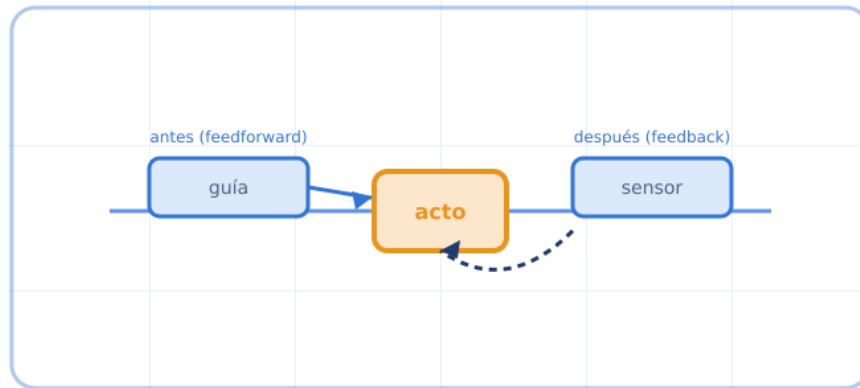 antes (feedforward)
después (feedback)
guía
acto
sensor